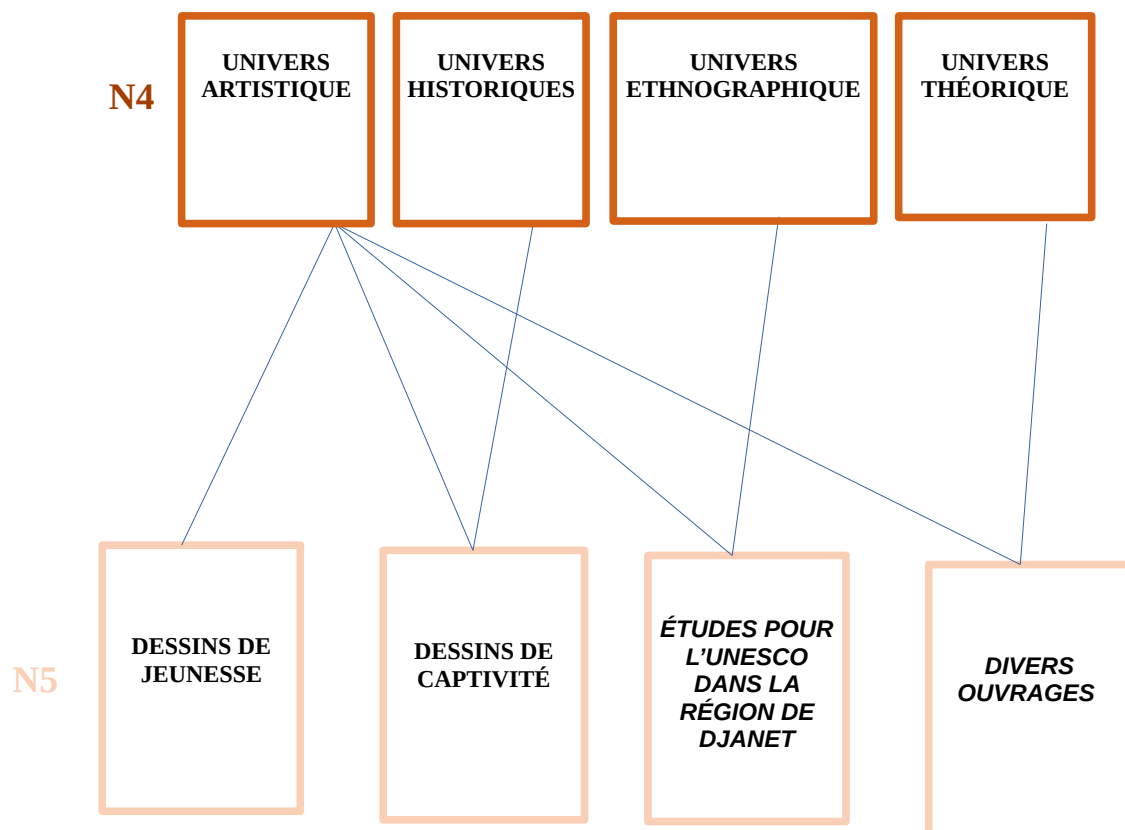 N4
UNIVERS
ARTISTIQUE
UNIVERS
HISTORIQUES
UNIVERS
ETHNOGRAPHIQUE
UNIVERS
THÉORIQUE
N5
DESSINS DE
JEUNESSE
DESSINS DE
CAPTIVITÉ
ÉTUDES POUR
L’UNESCO
DANS LA
RÉGION DE
DJANET
DIVERS
OUVRAGES